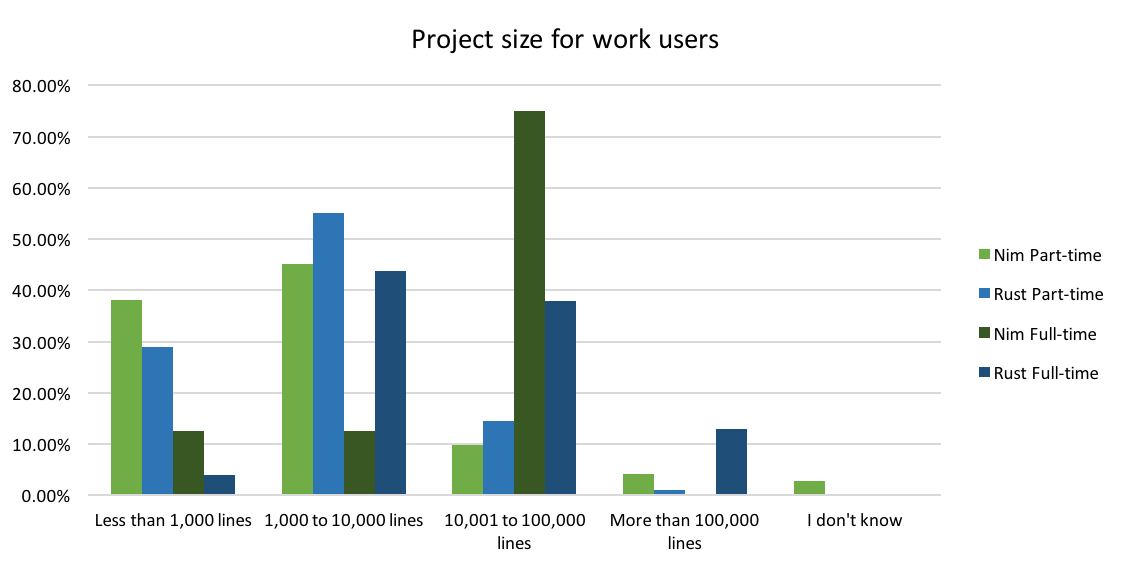 Project size for work users
80.00%
70.00%
60.00%
50.00%
40.00%
30.00%
20.00%
10.00%
0.00%
Less than 1,000 lines
1,000 to 10,000 lines
10,001 to 100,000
lines
More than 100,000
lines
I don't know
Nim Part-time
Rust Part-time
Nim Full-time
Rust Full-time